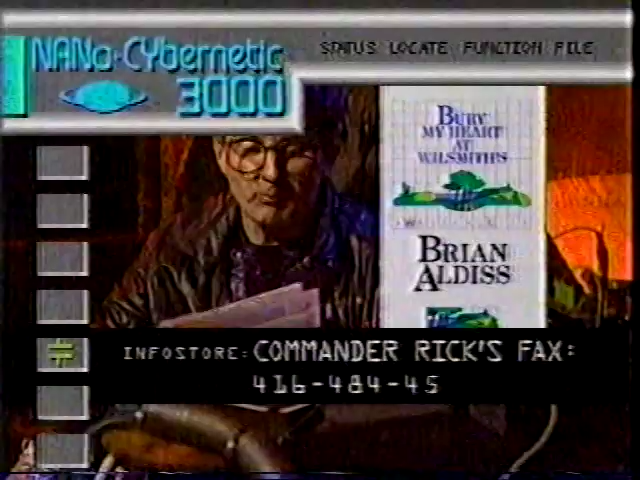 NANo-CYbernetic
3000
STATUS LOCATE FUNCTION FILE
BURY
MY HEART
AT
W.H.SMITH'S
BRIAN
ALDISS
INFOSTORE: COMMANDER RICK'S FAX:
416-484-45